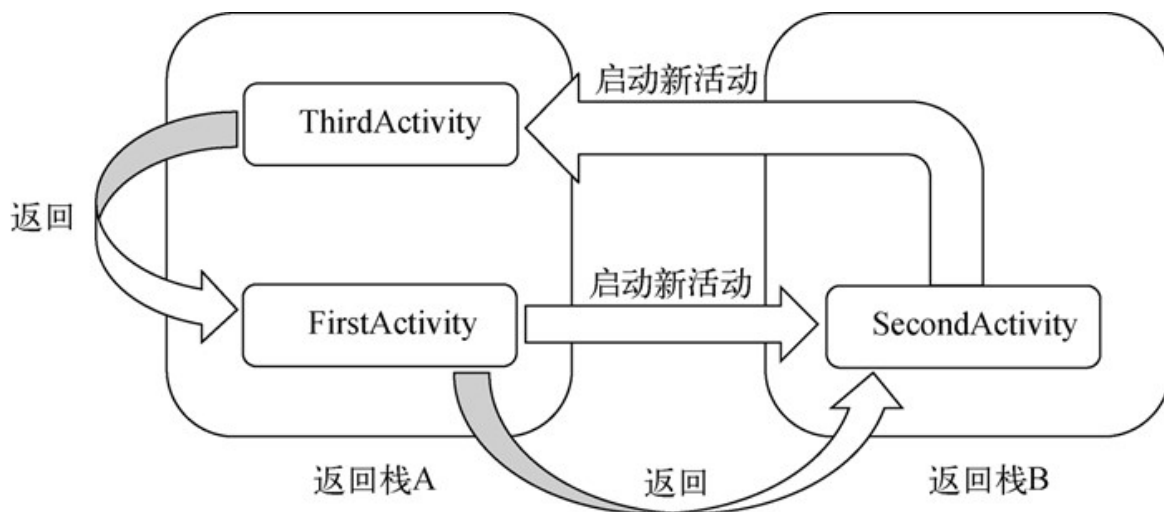 启动新活动
ThirdActivity
返回
启动新活动
FirstActivity
SecondActivity
返回栈A
返回
返回栈B